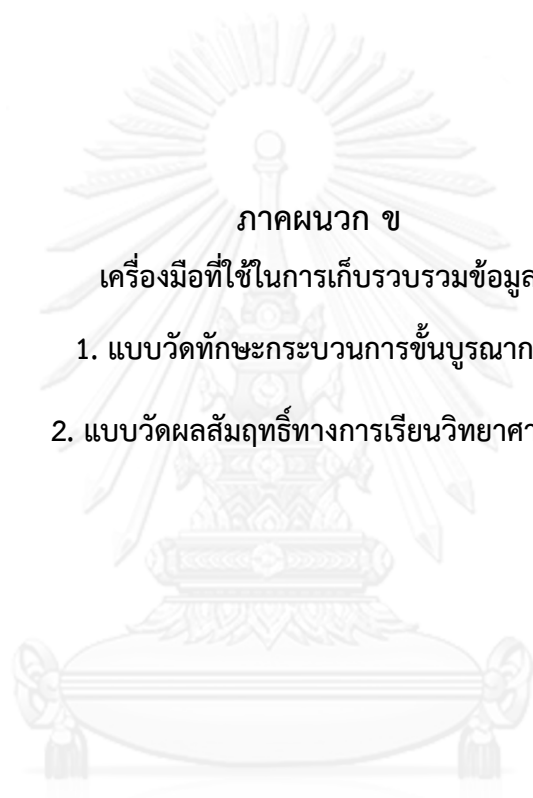 ภาคผนวก ข
เครื่องมือที่ใช้ในการเก็บรวบรวมข้อมูล
1. แบบวัดทักษะกระบวนการขั้นบูรณาก
2. แบบวัดผลสัมฤทธิ์ทางการเรียนวิทยาศา